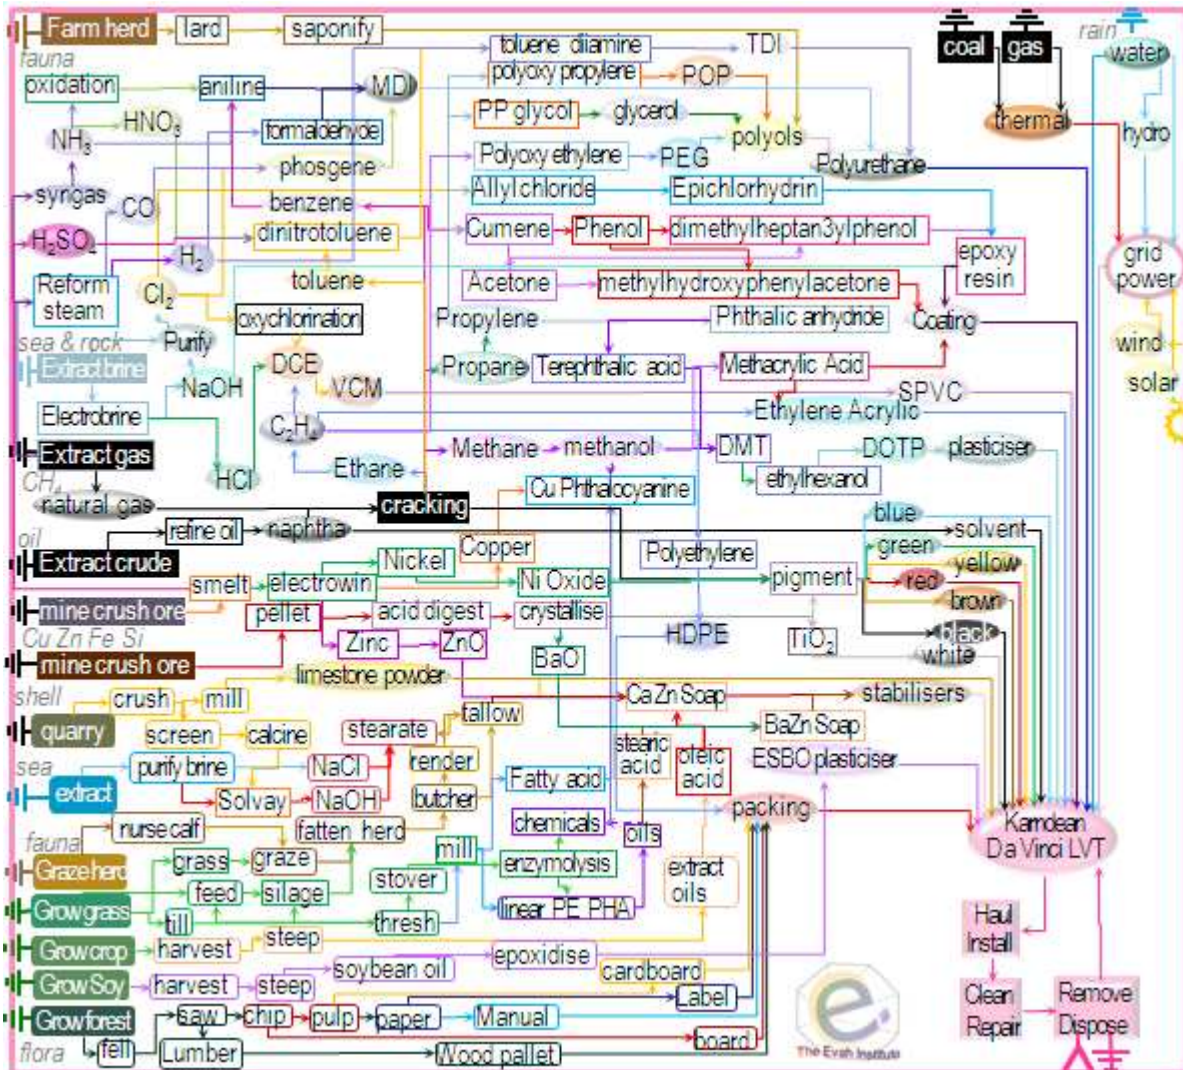 Farm herd
lard
saponify
toluene diamine
TDI
coal
gas
rain
water
fauna
oxidation
aniline
MDI
polyoxy propylene
POP
PP glycol
glycerol
polyols
thermal
hydro
NH₃
HNO₃
formaldehyde
phosgene
Polyoxy ethylene
PEG
Polyurethane
syngas
CO
benzene
Allyl chloride
Epichlorhydrin
H₂SO₄
H₂
dinitrotoluene
Cumene
Phenol
dimethylheptan3ylphenol
epoxy
resin
grid
power
Reform
steam
Cl₂
toluene
Acetone
methylhydroxyphenylacetone
oxychlorination
Propylene
Phthalic anhydride
Coating
sea & rock
Purify
wind
Extract brine
NaOH
DCE
VCM
Propane
Terephthalic acid
Methacrylic Acid
SPVC
solar
Electrobrine
C₂H₄
Ethylene Acrylic
Extract gas
HCl
Ethane
Methane
methanol
DMT
DOTP
plasticiser
CH₄
natural gas
cracking
Cu Phthalocyanine
ethylhexanol
oil
refine oil
naphtha
blue
solvent
Extract crude
Nickel
Copper
Polyethylene
green
yellow
smelt
electrowin
Ni Oxide
pigment
red
brown
mine crush ore
pellet
acid digest
crystallise
HDPE
TiO₂
black
white
Cu Zn Fe Si
Zinc
ZnO
BaO
mine crush ore
limestone powder
Ca Zn Soap
stabilisers
shell
crush
mill
tallow
BaZn Soap
quarry
screen
calcine
stearate
stearic
acid
oleic
acid
ESBO plasticiser
sea
purify brine
NaCl
render
Fatty acid
extract
Solvay
NaOH
butcher
packing
Karndean
Da Vinci LVT
nurse calf
fatten herd
chemicals
oils
fauna
Graze herd
grass
graze
mill
enzymolysis
extract
oils
feed
silage
stover
Grow grass
till
thresh
linear PE PHA
Haul
Install
Grow crop
harvest
steep
Grow Soy
harvest
steep
soybean oil
epoxidise
cardboard
Clean
Repair
Remove
Dispose
Grow forest
saw
chip
pulp
paper
Manual
Label
board
flora
fell
Lumber
Wood pallet
The Evah Institute